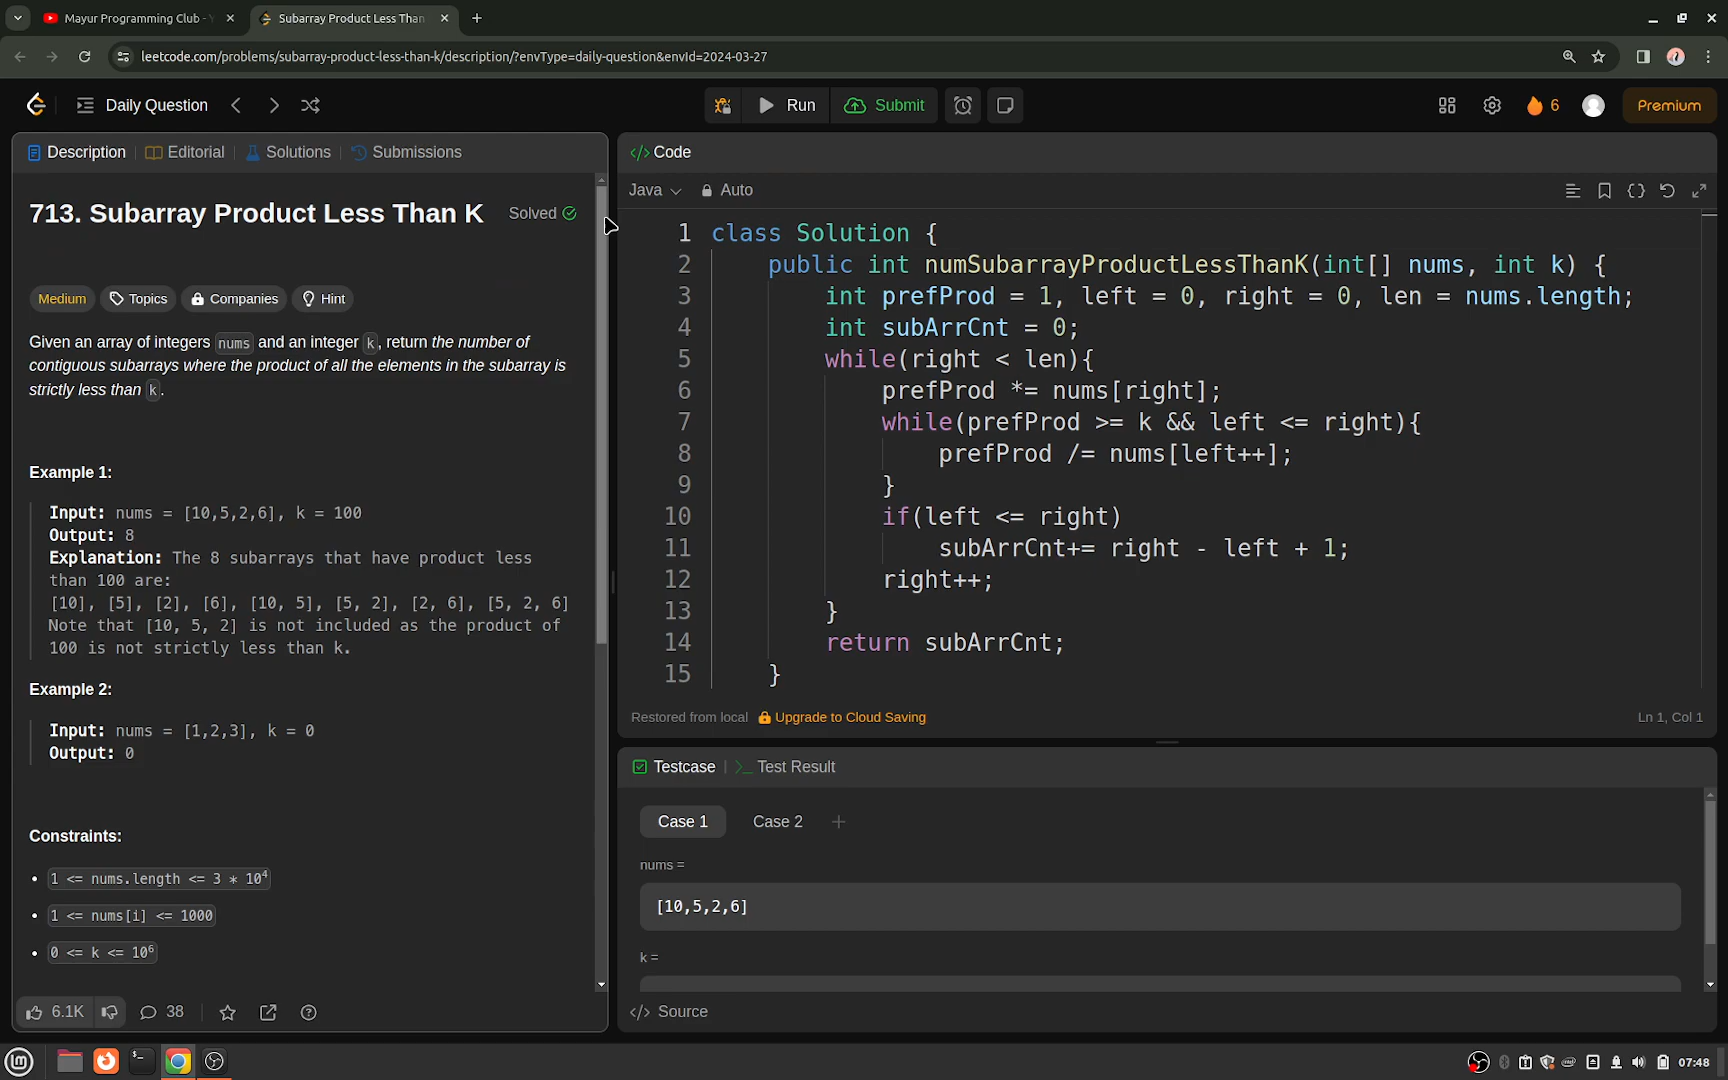 Mayur Programming Club - Y
Subarray Product Less Than
leetcode.com/problems/subarray-product-less-than-k/description/?envType=daily-question&envId=2024-03-27
Daily Question
Run
Submit
6
Premium
Description
Editorial
Solutions
Submissions
713. Subarray Product Less Than K
Solved
Medium
Topics
Companies
Hint
Given an array of integers nums and an integer k, return the number of
contiguous subarrays where the product of all the elements in the subarray is
strictly less than k.
Example 1:
Input: nums = [10,5,2,6], k = 100
Output: 8
Explanation: The 8 subarrays that have product less
than 100 are:
[10], [5], [2], [6], [10, 5], [5, 2], [2, 6], [5, 2, 6]
Note that [10, 5, 2] is not included as the product of
100 is not strictly less than k.
Example 2:
Input: nums = [1,2,3], k = 0
Output: 0
Constraints:
• 1 <= nums.length <= 3 * 10⁴
• 1 <= nums[i] <= 1000
• 0 <= k <= 10⁶
6.1K
38
</> Code
Java
Auto
1 class Solution {
2 public int numSubarrayProductLessThanK(int[] nums, int k) {
3 int prefProd = 1, left = 0, right = 0, len = nums.length;
4 int subArrCnt = 0;
5 while(right < len){
6 prefProd *= nums[right];
7 while(prefProd >= k && left <= right){
8 prefProd /= nums[left++];
9 }
10 if(left <= right)
11 subArrCnt+= right - left + 1;
12 right++;
13 }
14 return subArrCnt;
15 }
Restored from local
Upgrade to Cloud Saving
Ln 1, Col 1
Testcase
>_ Test Result
Case 1
Case 2
+
nums =
[10,5,2,6]
k =
</> Source
07:48